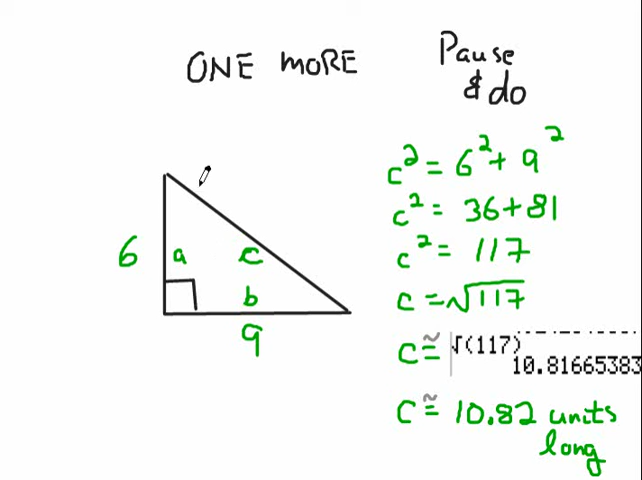 ONE MORE
Pause
& do
c² = 6² + 9²
c² = 36+81
c² = 117
c = √117
c ≅ √(117)
10.81665383
c ≅ 10.82 units
long
6
a
c
b
9